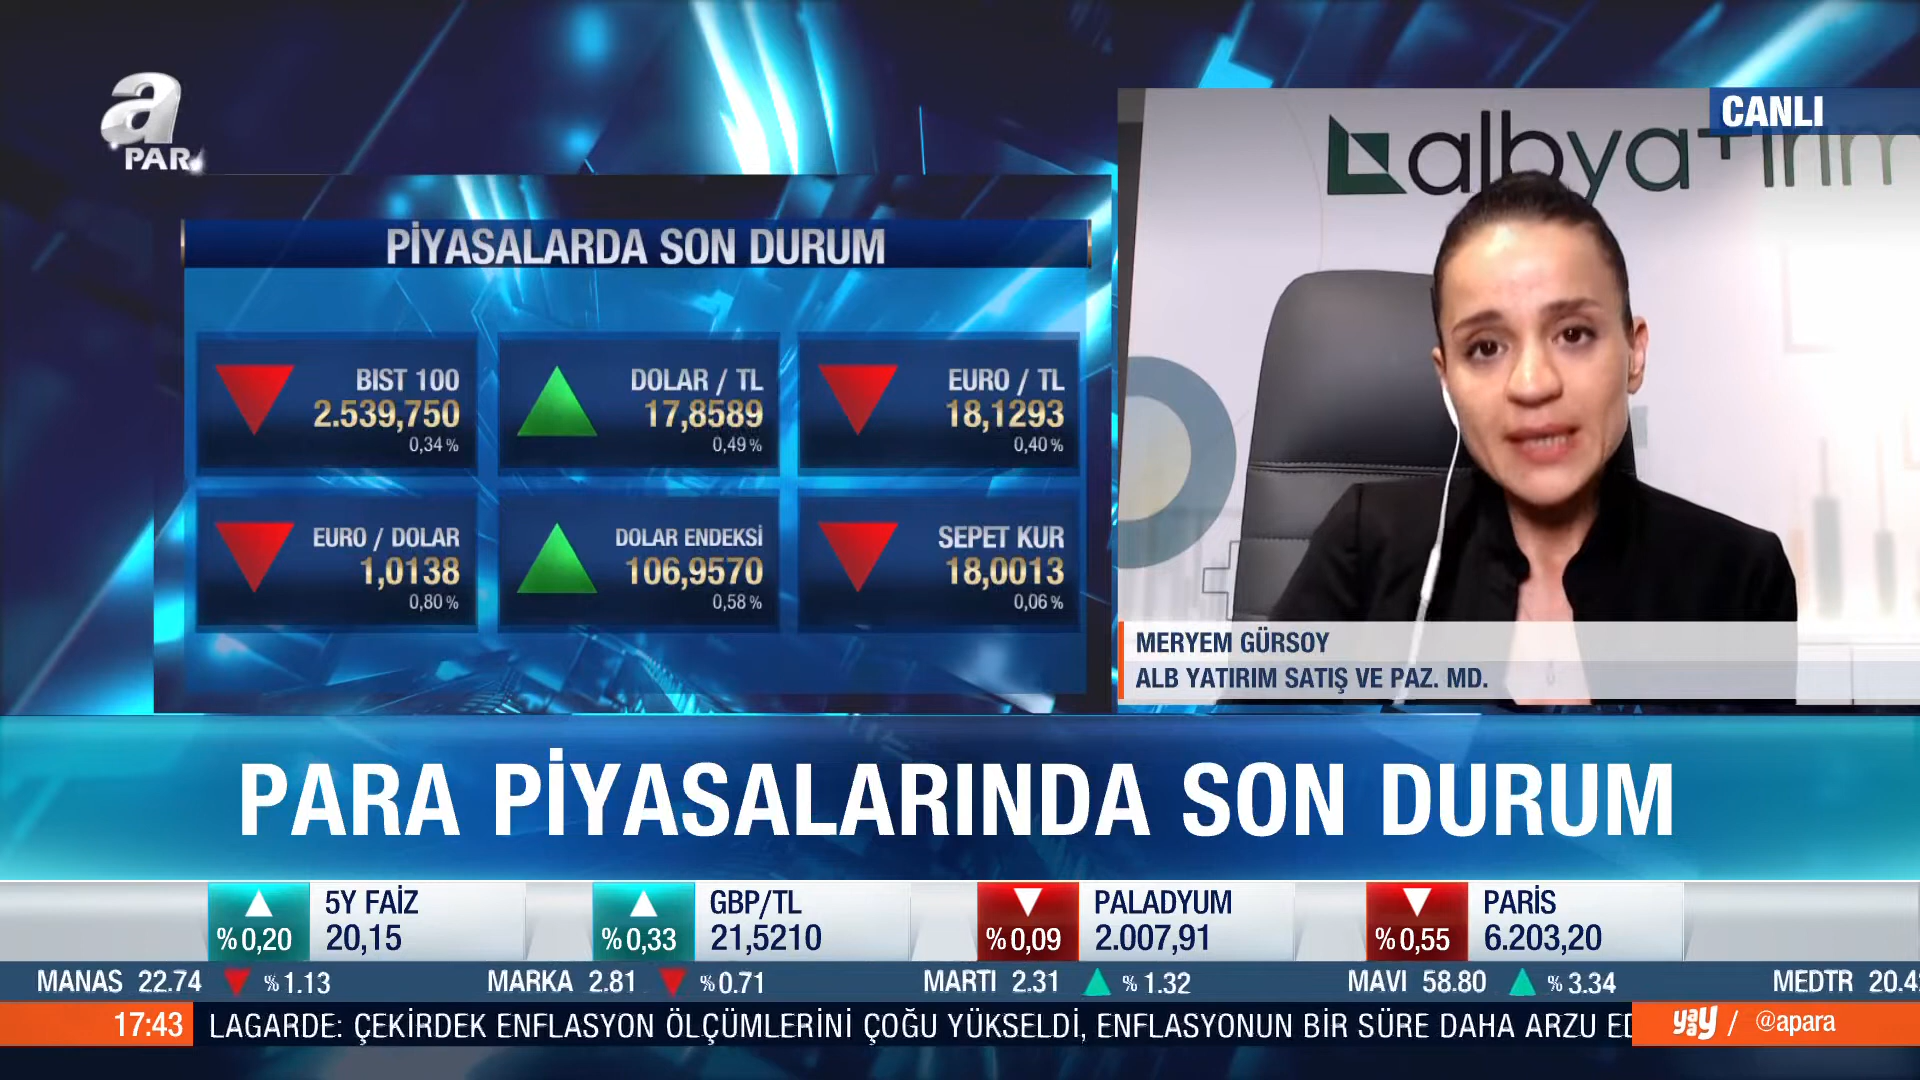 a
PARA
CANLI
albyatırım
PİYASALARDA SON DURUM
BIST 100
2.539,750
0,34 %
DOLAR / TL
17,8589
0,49 %
EURO / TL
18,1293
0,40 %
EURO / DOLAR
1,0138
0,80 %
DOLAR ENDEKSİ
106,9570
0,58 %
SEPET KUR
18,0013
0,06 %
MERYEM GÜRSOY
ALB YATIRIM SATIŞ VE PAZ. MD.
PARA PİYASALARINDA SON DURUM
%0,20 5Y FAİZ 20,15
%0,33 GBP/TL 21,5210
%0,09 PALADYUM 2.007,91
%0,55 PARİS 6.203,20
MANAS 22.74 %1.13 MARKA 2.81 %0.71 MARTI 2.31 %1.32 MAVI 58.80 %3.34 MEDTR 20.4
17:43 LAGARDE: ÇEKİRDEK ENFLASYON ÖLÇÜMLERİNİ ÇOĞU YÜKSELDİ, ENFLASYONUN BİR SÜRE DAHA ARZU ED yaay / @apara